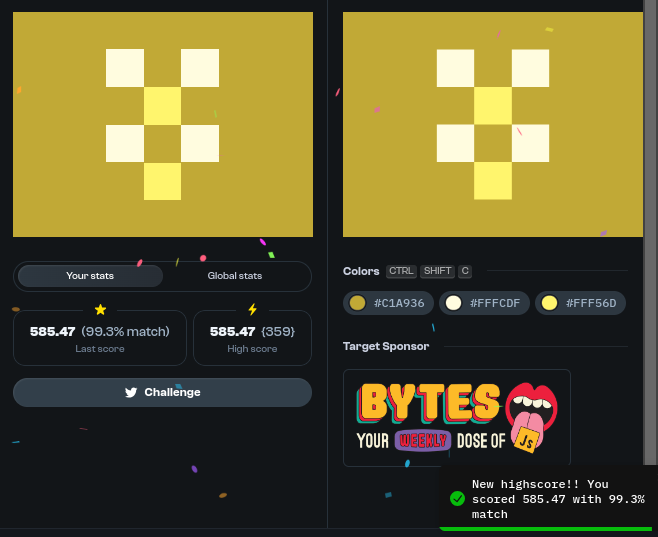 Your stats
Global stats
585.47 (99.3% match)
Last score
585.47 {359}
High score
Challenge
Colors CTRL SHIFT C
#C1A936
#FFFCDF
#FFF56D
Target Sponsor
BYTES
YOUR WEEKLY DOSE OF JS
New highscore!! You
scored 585.47 with 99.3%
match